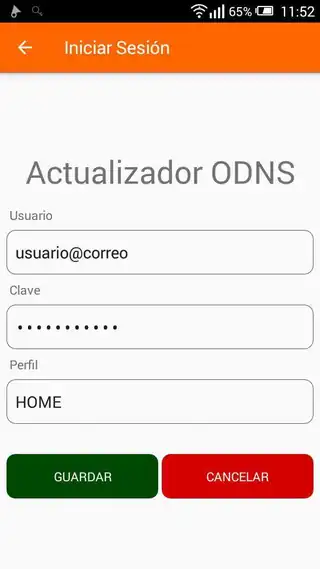 65% 11:52
Iniciar Sesión
Actualizador ODNS
Usuario
usuario@correo
Clave
•••••••••••
Perfil
HOME
GUARDAR CANCELAR